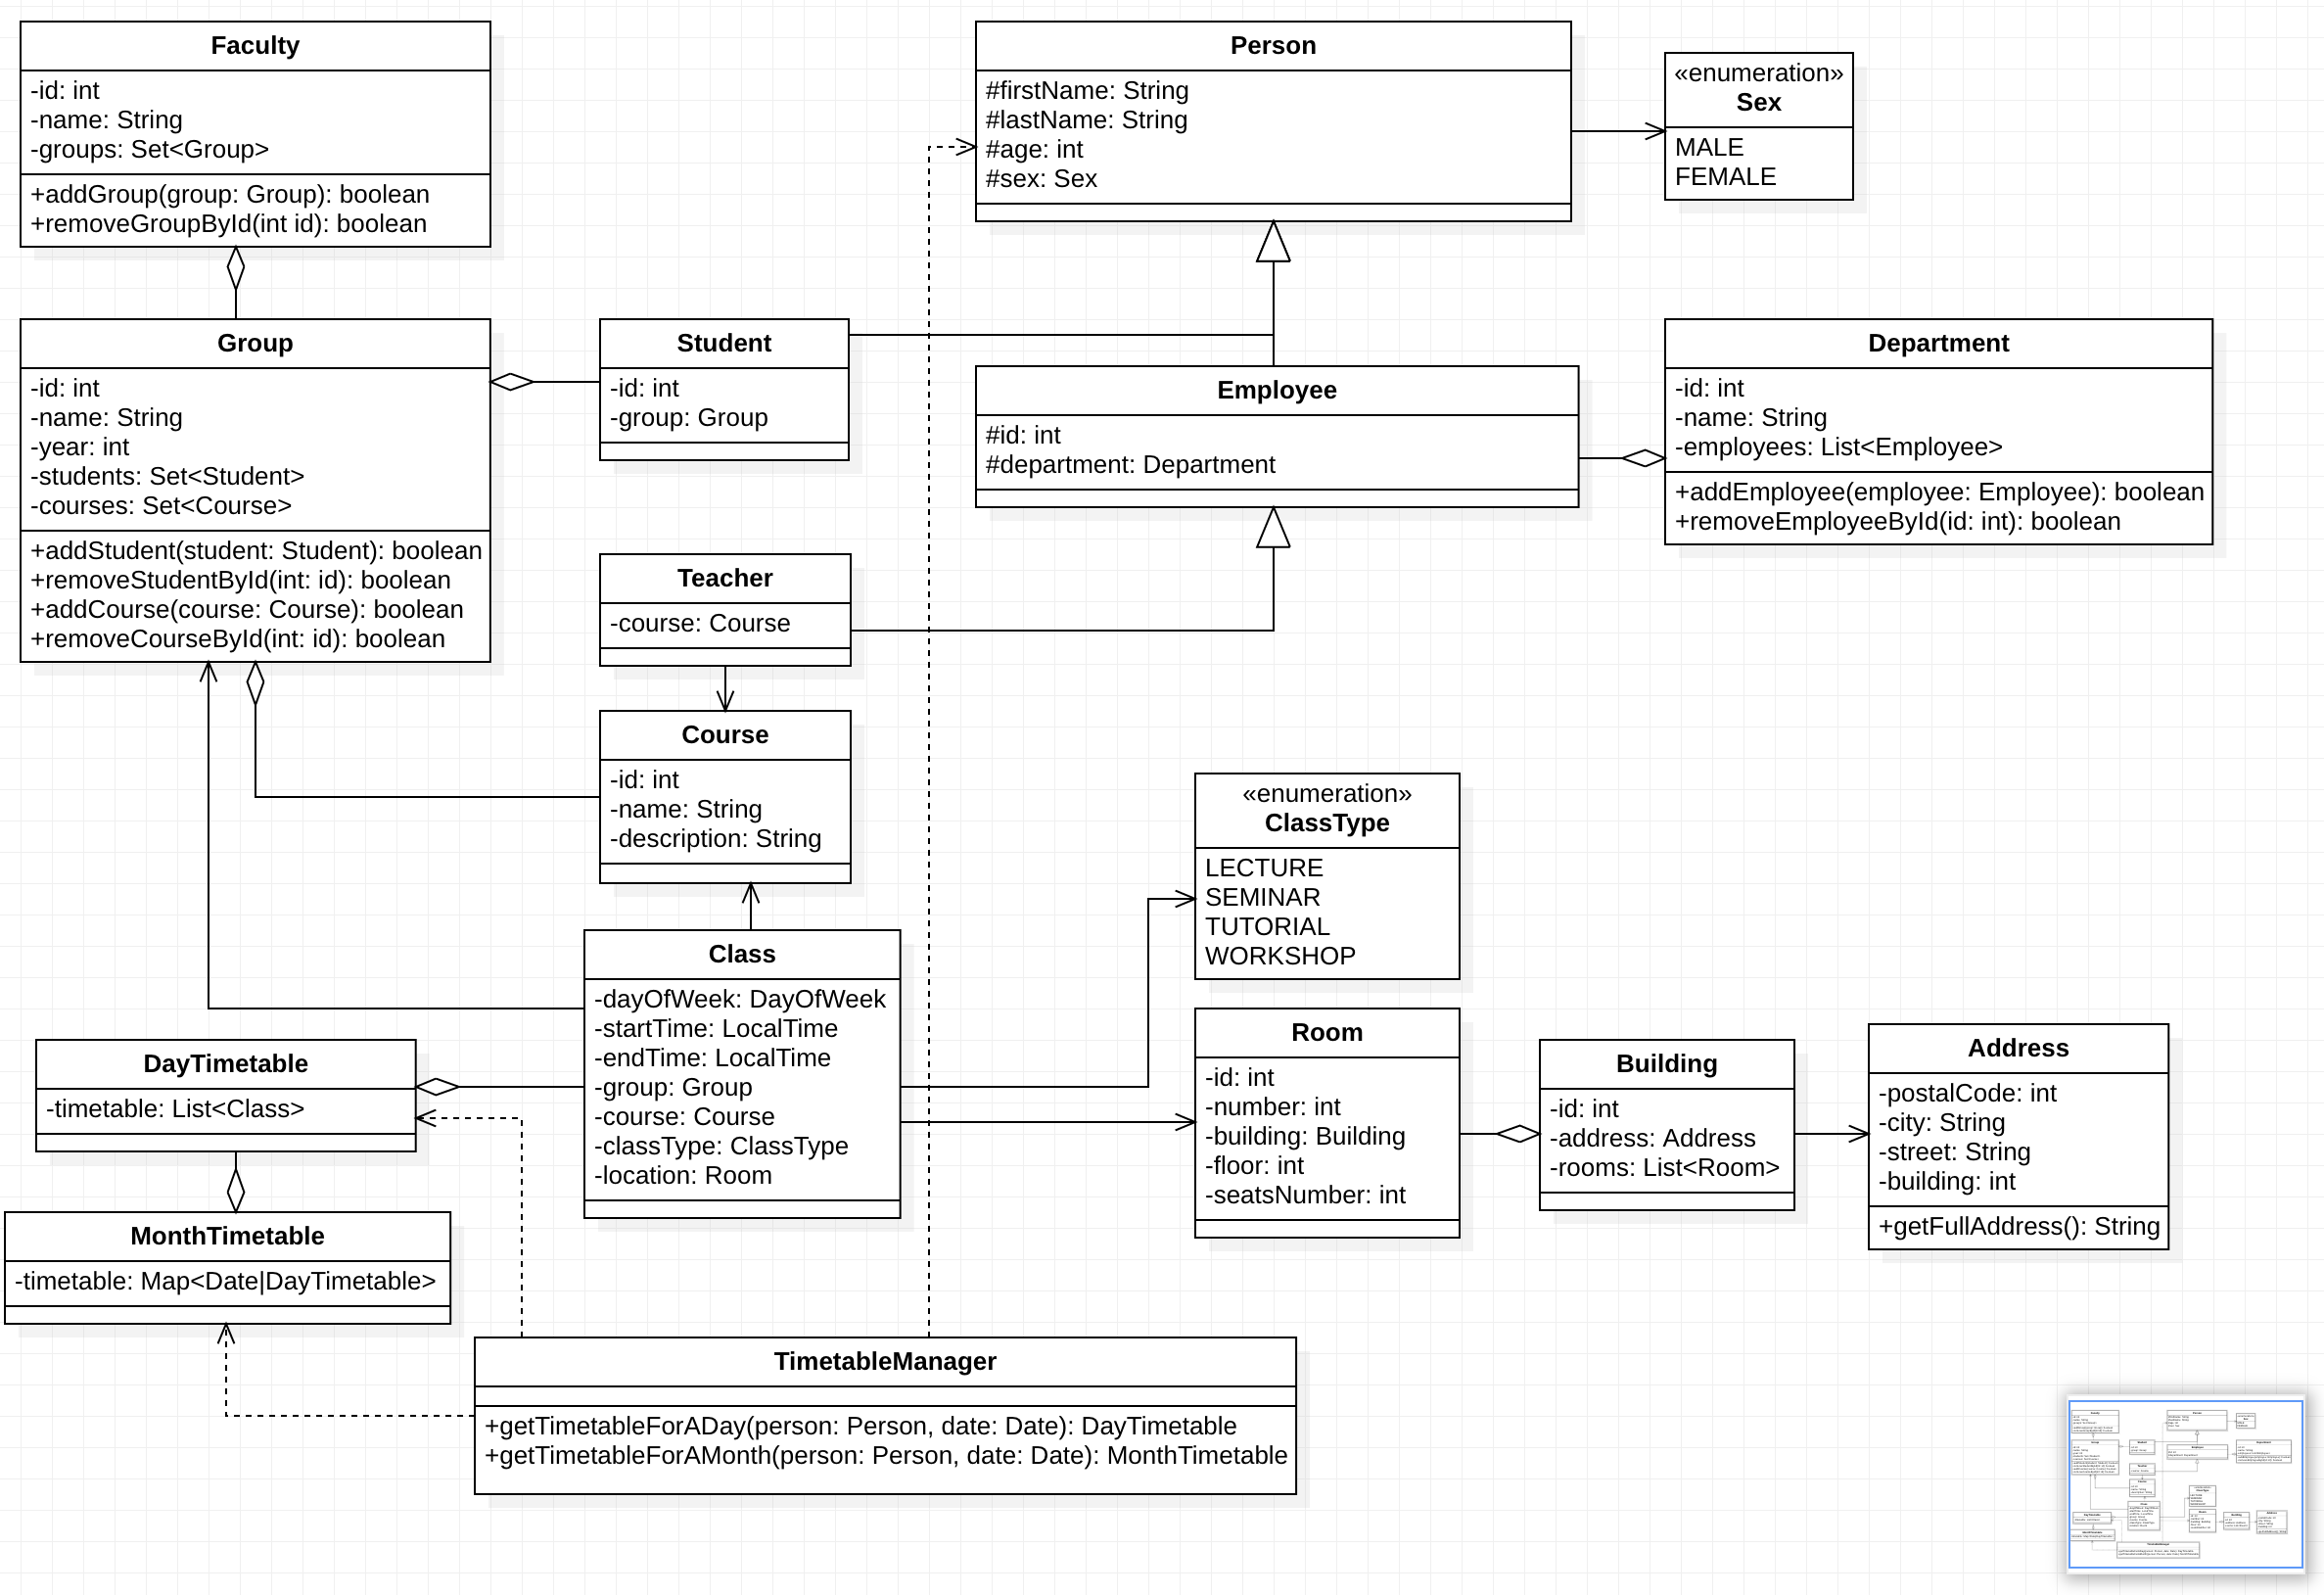 Faculty
-id: int
-name: String
-groups: Set<Group>
+addGroup(group: Group): boolean
+removeGroupById(int id): boolean
Person
#firstName: String
#lastName: String
#age: int
#sex: Sex
«enumeration»
Sex
MALE
FEMALE
Group
-id: int
-name: String
-year: int
-students: Set<Student>
-courses: Set<Course>
+addStudent(student: Student): boolean
+removeStudentById(int: id): boolean
+addCourse(course: Course): boolean
+removeCourseById(int: id): boolean
Student
-id: int
-group: Group
Employee
#id: int
#department: Department
Department
-id: int
-name: String
-employees: List<Employee>
+addEmployee(employee: Employee): boolean
+removeEmployeeById(id: int): boolean
Teacher
-course: Course
Course
-id: int
-name: String
-description: String
«enumeration»
ClassType
LECTURE
SEMINAR
TUTORIAL
WORKSHOP
Class
-dayOfWeek: DayOfWeek
-startTime: LocalTime
-endTime: LocalTime
-group: Group
-course: Course
-classType: ClassType
-location: Room
Room
-id: int
-number: int
-building: Building
-floor: int
-seatsNumber: int
Building
-id: int
-address: Address
-rooms: List<Room>
Address
-postalCode: int
-city: String
-street: String
-building: int
+getFullAddress(): String
DayTimetable
-timetable: List<Class>
MonthTimetable
-timetable: Map<Date|DayTimetable>
TimetableManager
+getTimetableForADay(person: Person, date: Date): DayTimetable
+getTimetableForAMonth(person: Person, date: Date): MonthTimetable